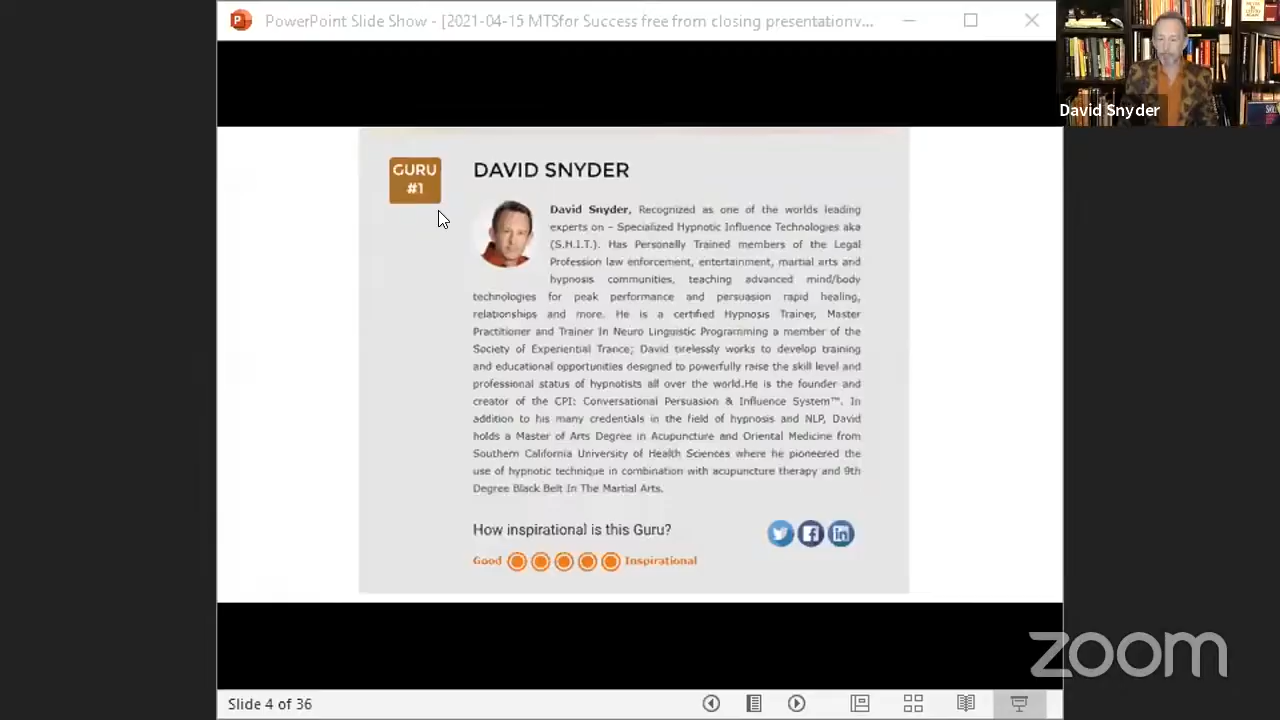 PowerPoint Slide Show - [2021-04-15 MTSfor Success free from closing presentationv...
David Snyder
GURU
#1
DAVID SNYDER
David Snyder, Recognized as one of the worlds leading
experts on – Specialized Hypnotic Influence Technologies aka
(S.H.I.T.). Has Personally Trained members of the Legal
Profession law enforcement, entertainment, martial arts and
hypnosis communities, teaching advanced mind/body
technologies for peak performance and persuasion rapid healing,
relationships and more. He is a certified Hypnosis Trainer, Master
Practitioner and Trainer In Neuro Linguistic Programming a member of the
Society of Experiential Trance; David tirelessly works to develop training
and educational opportunities designed to powerfully raise the skill level and
professional status of hypnotists all over the world.He is the founder and
creator of the CPI: Conversational Persuasion & Influence System™. In
addition to his many credentials in the field of hypnosis and NLP, David
holds a Master of Arts Degree in Acupuncture and Oriental Medicine from
Southern California University of Health Sciences where he pioneered the
use of hypnotic technique in combination with acupuncture therapy and 9th
Degree Black Belt In The Martial Arts.
How inspirational is this Guru?
Good Inspirational
zoom
Slide 4 of 36